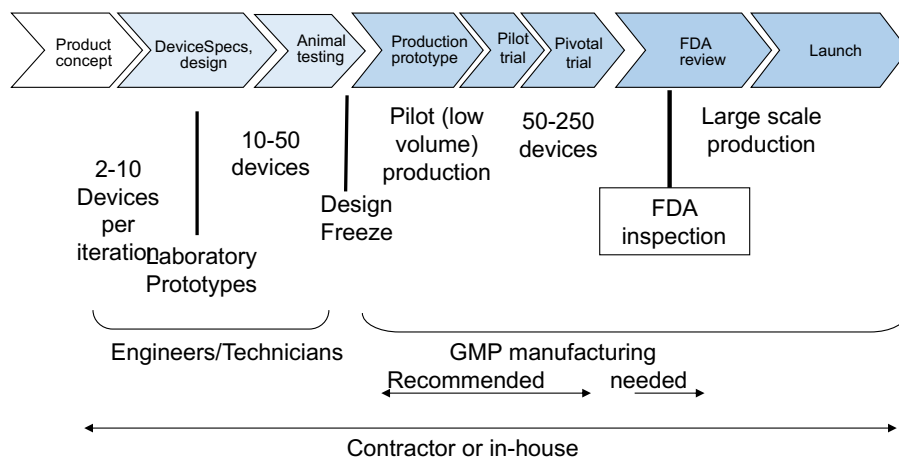 Product
concept
DeviceSpecs,
design
Animal
testing
Production
prototype
Pilot
trial
Pivotal
trial
FDA
review
Launch
2-10
Devices
per
iteration
Laboratory
Prototypes
10-50
devices
Design
Freeze
Pilot (low
volume)
production
50-250
devices
FDA
inspection
Large scale
production
Engineers/Technicians
GMP manufacturing
Recommended
needed
Contractor or in-house